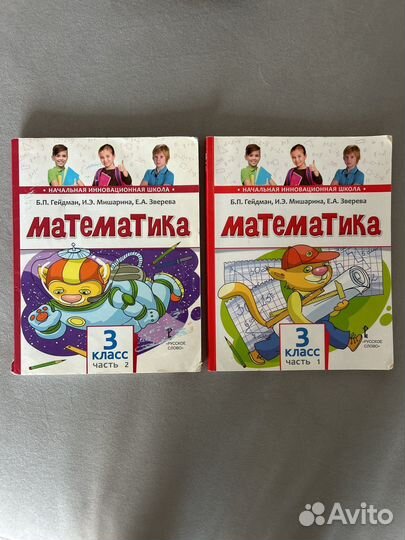 НАЧАЛЬНАЯ ИННОВАЦИОННАЯ ШКОЛА
Б.П. Гейдман, И.Э. Мишарина, Е.А. Зверева
МАТЕМАТИКА
3
КЛАСС
ЧАСТЬ 2
«РУССКОЕ
СЛОВО»
НАЧАЛЬНАЯ ИННОВАЦИОННАЯ ШКОЛА
Б.П. Гейдман, И.Э. Мишарина, Е.А. Зверева
МАТЕМАТИКА
3
КЛАСС
ЧАСТЬ 1
«РУССКОЕ
СЛОВО»
Avito